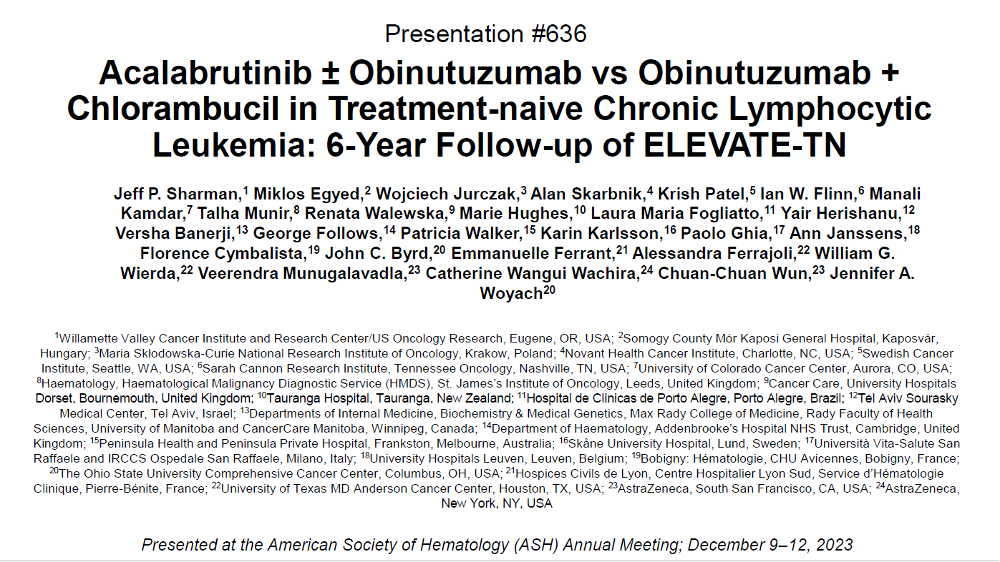 Presentation #636
Acalabrutinib ± Obinutuzumab vs Obinutuzumab +
Chlorambucil in Treatment-naive Chronic Lymphocytic
Leukemia: 6-Year Follow-up of ELEVATE-TN
Jeff P. Sharman,¹ Miklos Egyed,² Wojciech Jurczak,³ Alan Skarbnik,⁴ Krish Patel,⁵ Ian W. Flinn,⁶ Manali
Kamdar,⁷ Talha Munir,⁸ Renata Walewska,⁹ Marie Hughes,¹⁰ Laura Maria Fogliatto,¹¹ Yair Herishanu,¹²
Versha Banerji,¹³ George Follows,¹⁴ Patricia Walker,¹⁵ Karin Karlsson,¹⁶ Paolo Ghia,¹⁷ Ann Janssens,¹⁸
Florence Cymbalista,¹⁹ John C. Byrd,²⁰ Emmanuelle Ferrant,²¹ Alessandra Ferrajoli,²² William G.
Wierda,²² Veerendra Munugalavadla,²³ Catherine Wangui Wachira,²⁴ Chuan-Chuan Wun,²³ Jennifer A.
Woyach²⁰
¹Willamette Valley Cancer Institute and Research Center/US Oncology Research, Eugene, OR, USA; ²Somogy County Mór Kaposi General Hospital, Kaposvár,
Hungary; ³Maria Skłodowska-Curie National Research Institute of Oncology, Krakow, Poland; ⁴Novant Health Cancer Institute, Charlotte, NC, USA; ⁵Swedish Cancer
Institute, Seattle, WA, USA; ⁶Sarah Cannon Research Institute, Tennessee Oncology, Nashville, TN, USA; ⁷University of Colorado Cancer Center, Aurora, CO, USA;
⁸Haematology, Haematological Malignancy Diagnostic Service (HMDS), St. James's Institute of Oncology, Leeds, United Kingdom; ⁹Cancer Care, University Hospitals
Dorset, Bournemouth, United Kingdom; ¹⁰Tauranga Hospital, Tauranga, New Zealand; ¹¹Hospital de Clinicas de Porto Alegre, Porto Alegre, Brazil; ¹²Tel Aviv Sourasky
Medical Center, Tel Aviv, Israel; ¹³Departments of Internal Medicine, Biochemistry & Medical Genetics, Max Rady College of Medicine, Rady Faculty of Health
Sciences, University of Manitoba and CancerCare Manitoba, Winnipeg, Canada; ¹⁴Department of Haematology, Addenbrooke's Hospital NHS Trust, Cambridge, United
Kingdom; ¹⁵Peninsula Health and Peninsula Private Hospital, Frankston, Melbourne, Australia; ¹⁶Skåne University Hospital, Lund, Sweden; ¹⁷Università Vita-Salute San
Raffaele and IRCCS Ospedale San Raffaele, Milano, Italy; ¹⁸University Hospitals Leuven, Leuven, Belgium; ¹⁹Bobigny: Hématologie, CHU Avicennes, Bobigny, France;
²⁰The Ohio State University Comprehensive Cancer Center, Columbus, OH, USA; ²¹Hospices Civils de Lyon, Centre Hospitalier Lyon Sud, Service d'Hématologie
Clinique, Pierre-Bénite, France; ²²University of Texas MD Anderson Cancer Center, Houston, TX, USA; ²³AstraZeneca, South San Francisco, CA, USA; ²⁴AstraZeneca,
New York, NY, USA
Presented at the American Society of Hematology (ASH) Annual Meeting; December 9–12, 2023